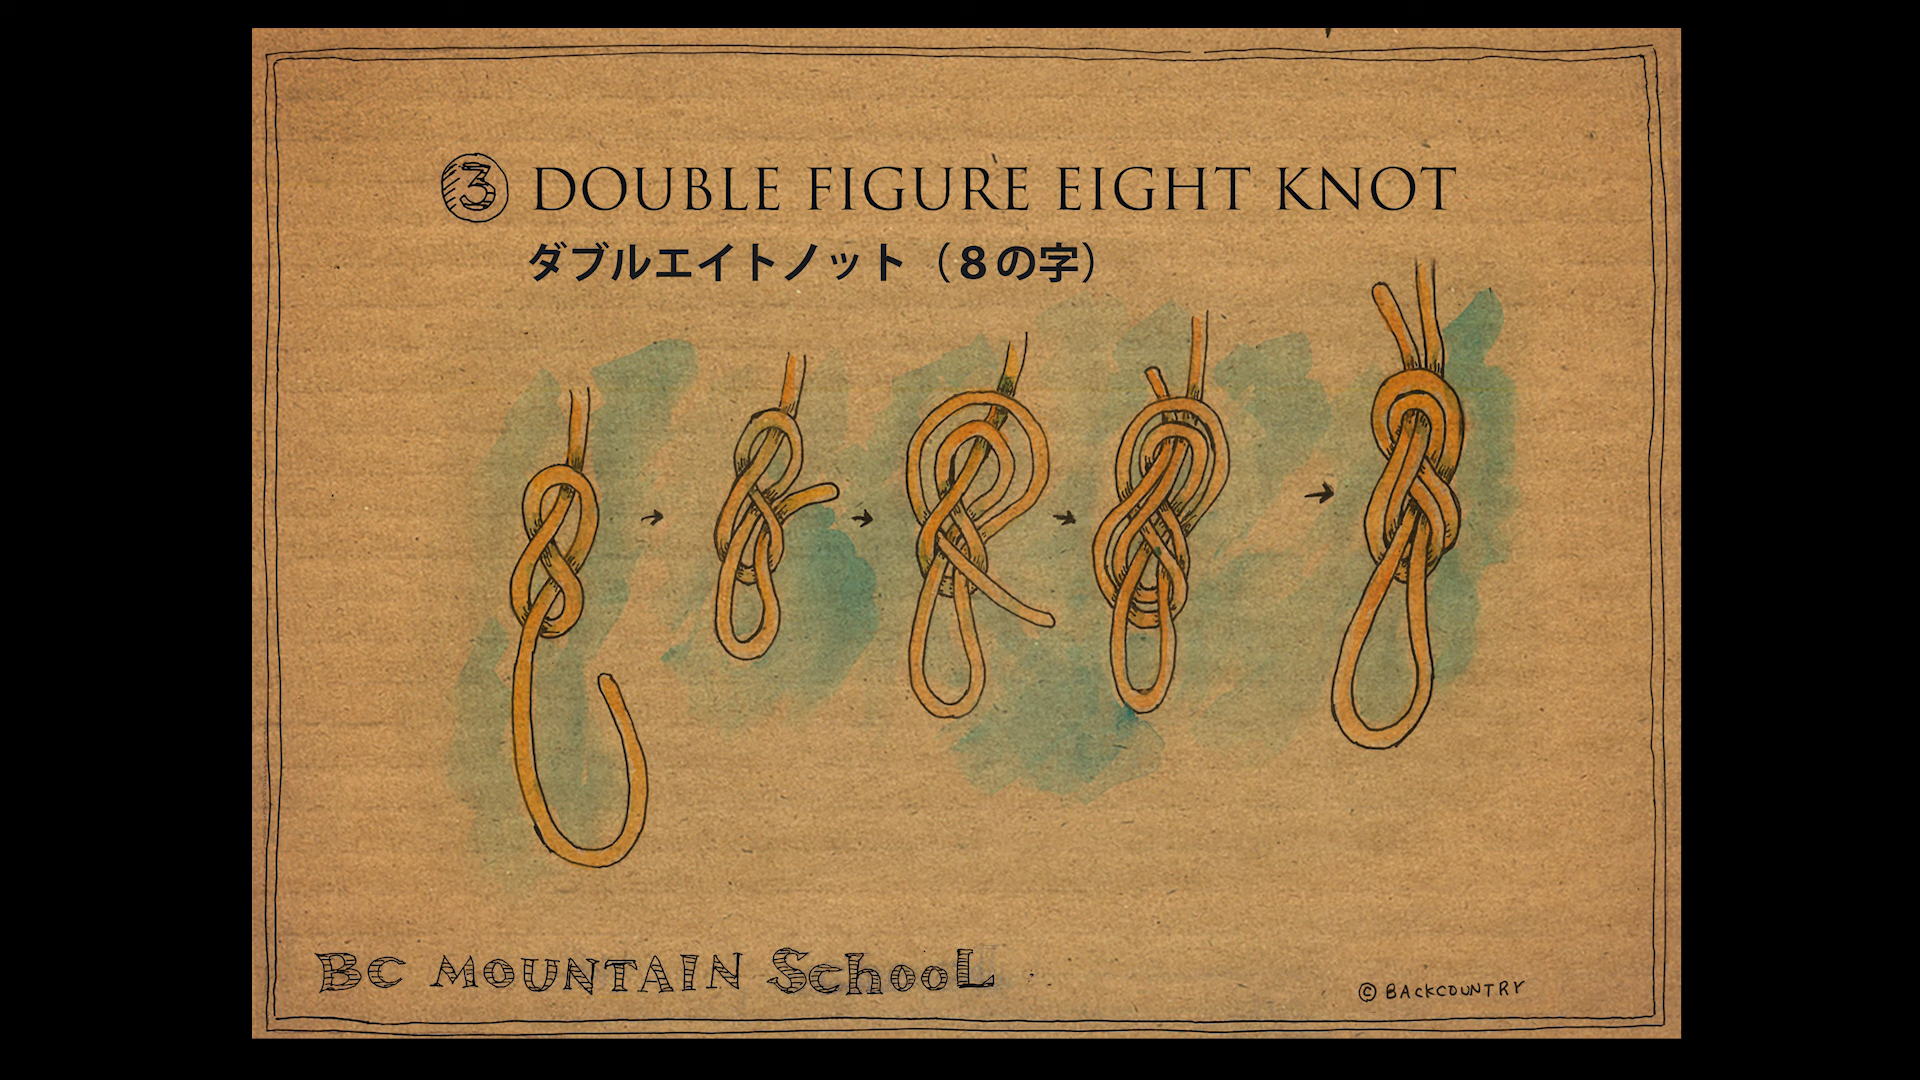 ③ DOUBLE FIGURE EIGHT KNOT
ダブルエイトノット（８の字）
BC MOUNTAIN SchooL
© BACKCOUNTRY